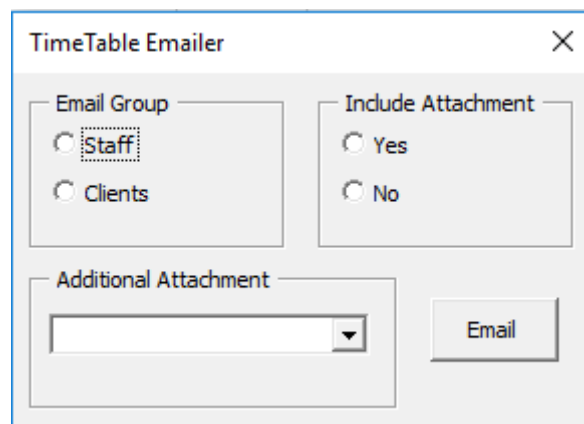 TimeTable Emailer
Email Group
Staff
Clients
Include Attachment
Yes
No
Additional Attachment
Email